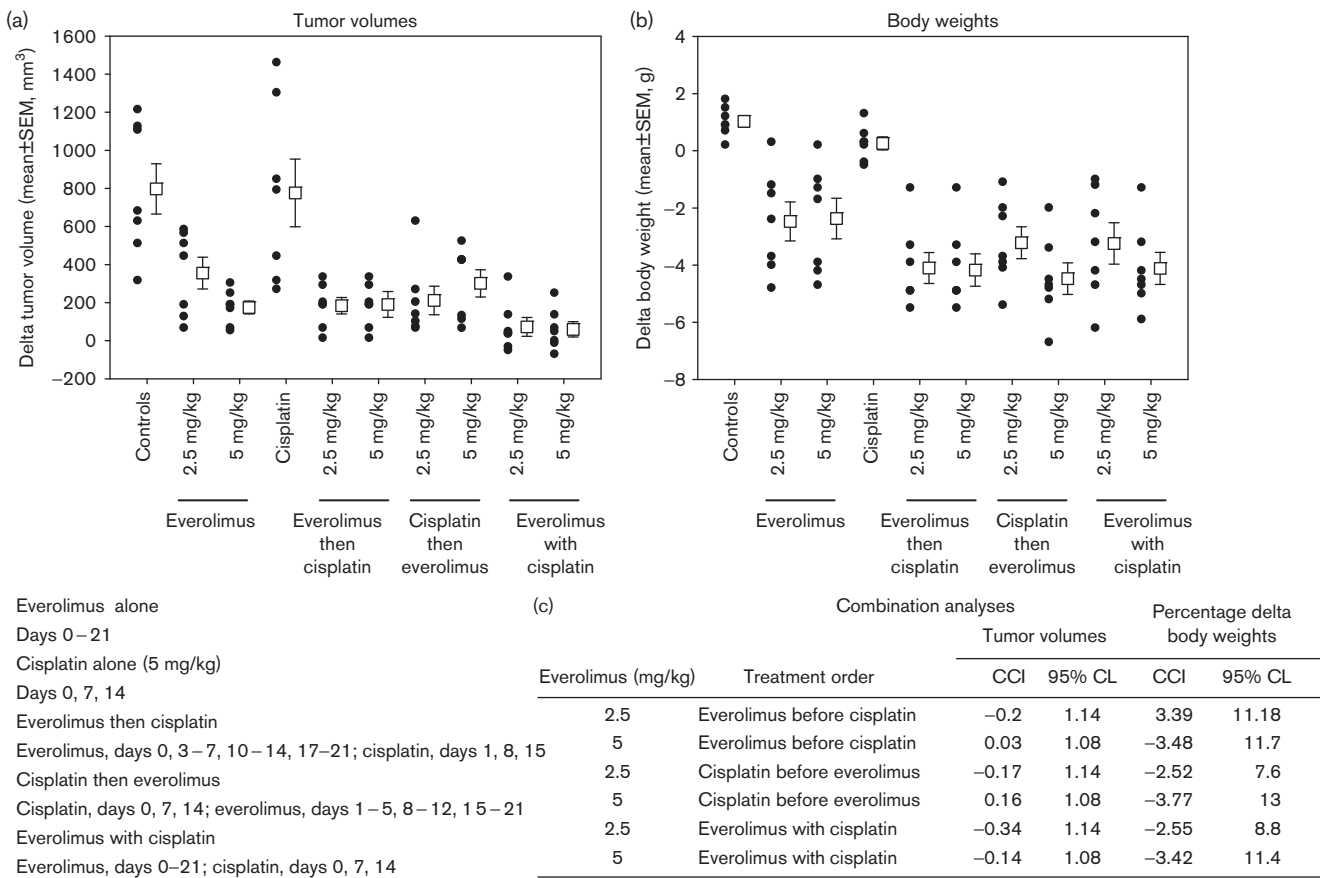 (a)
Tumor volumes
Delta tumor volume (mean±SEM, mm³)
1600
1400
1200
1000
800
600
400
200
0
−200
Controls
2.5 mg/kg
5 mg/kg
Cisplatin
2.5 mg/kg
5 mg/kg
2.5 mg/kg
5 mg/kg
2.5 mg/kg
5 mg/kg
Everolimus
Everolimus
then
cisplatin
Cisplatin
then
everolimus
Everolimus
with
cisplatin
(b)
Body weights
Delta body weight (mean±SEM, g)
4
2
0
−2
−4
−6
−8
Controls
2.5 mg/kg
5 mg/kg
Cisplatin
2.5 mg/kg
5 mg/kg
2.5 mg/kg
5 mg/kg
2.5 mg/kg
5 mg/kg
Everolimus
Everolimus
then
cisplatin
Cisplatin
then
everolimus
Everolimus
with
cisplatin
Everolimus alone
Days 0–21
Cisplatin alone (5 mg/kg)
Days 0, 7, 14
Everolimus then cisplatin
Everolimus, days 0, 3–7, 10–14, 17–21; cisplatin, days 1, 8, 15
Cisplatin then everolimus
Cisplatin, days 0, 7, 14; everolimus, days 1–5, 8–12, 15–21
Everolimus with cisplatin
Everolimus, days 0–21; cisplatin, days 0, 7, 14
(c)
Combination analyses
Tumor volumes
Percentage delta
body weights
Everolimus (mg/kg) Treatment order CCI 95% CL CCI 95% CL
2.5 Everolimus before cisplatin −0.2 1.14 3.39 11.18
5 Everolimus before cisplatin 0.03 1.08 −3.48 11.7
2.5 Cisplatin before everolimus −0.17 1.14 −2.52 7.6
5 Cisplatin before everolimus 0.16 1.08 −3.77 13
2.5 Everolimus with cisplatin −0.34 1.14 −2.55 8.8
5 Everolimus with cisplatin −0.14 1.08 −3.42 11.4